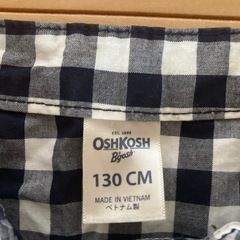 EST. 1895
OSHKOSH
B'gosh
130 CM
MADE IN VIETNAM
ベトナム製